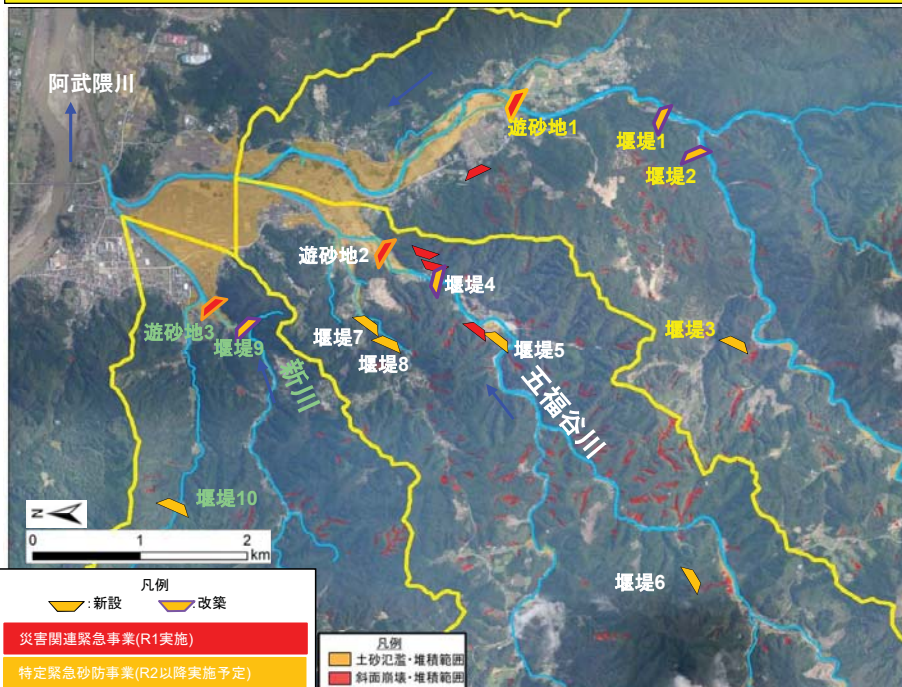 阿武隈川
遊砂地1
堰堤1
堰堤2
遊砂地2
堰堤4
遊砂地3
堰堤9
堰堤7
堰堤8
堰堤5
堰堤3
新川
五福谷川
堰堤10
堰堤6
N
0 1 2
km
凡例
:新設 :改築
災害関連緊急事業(R1実施)
特定緊急砂防事業(R2以降実施予定)
凡例
土砂氾濫・堆積範囲
斜面崩壊・堆積範囲